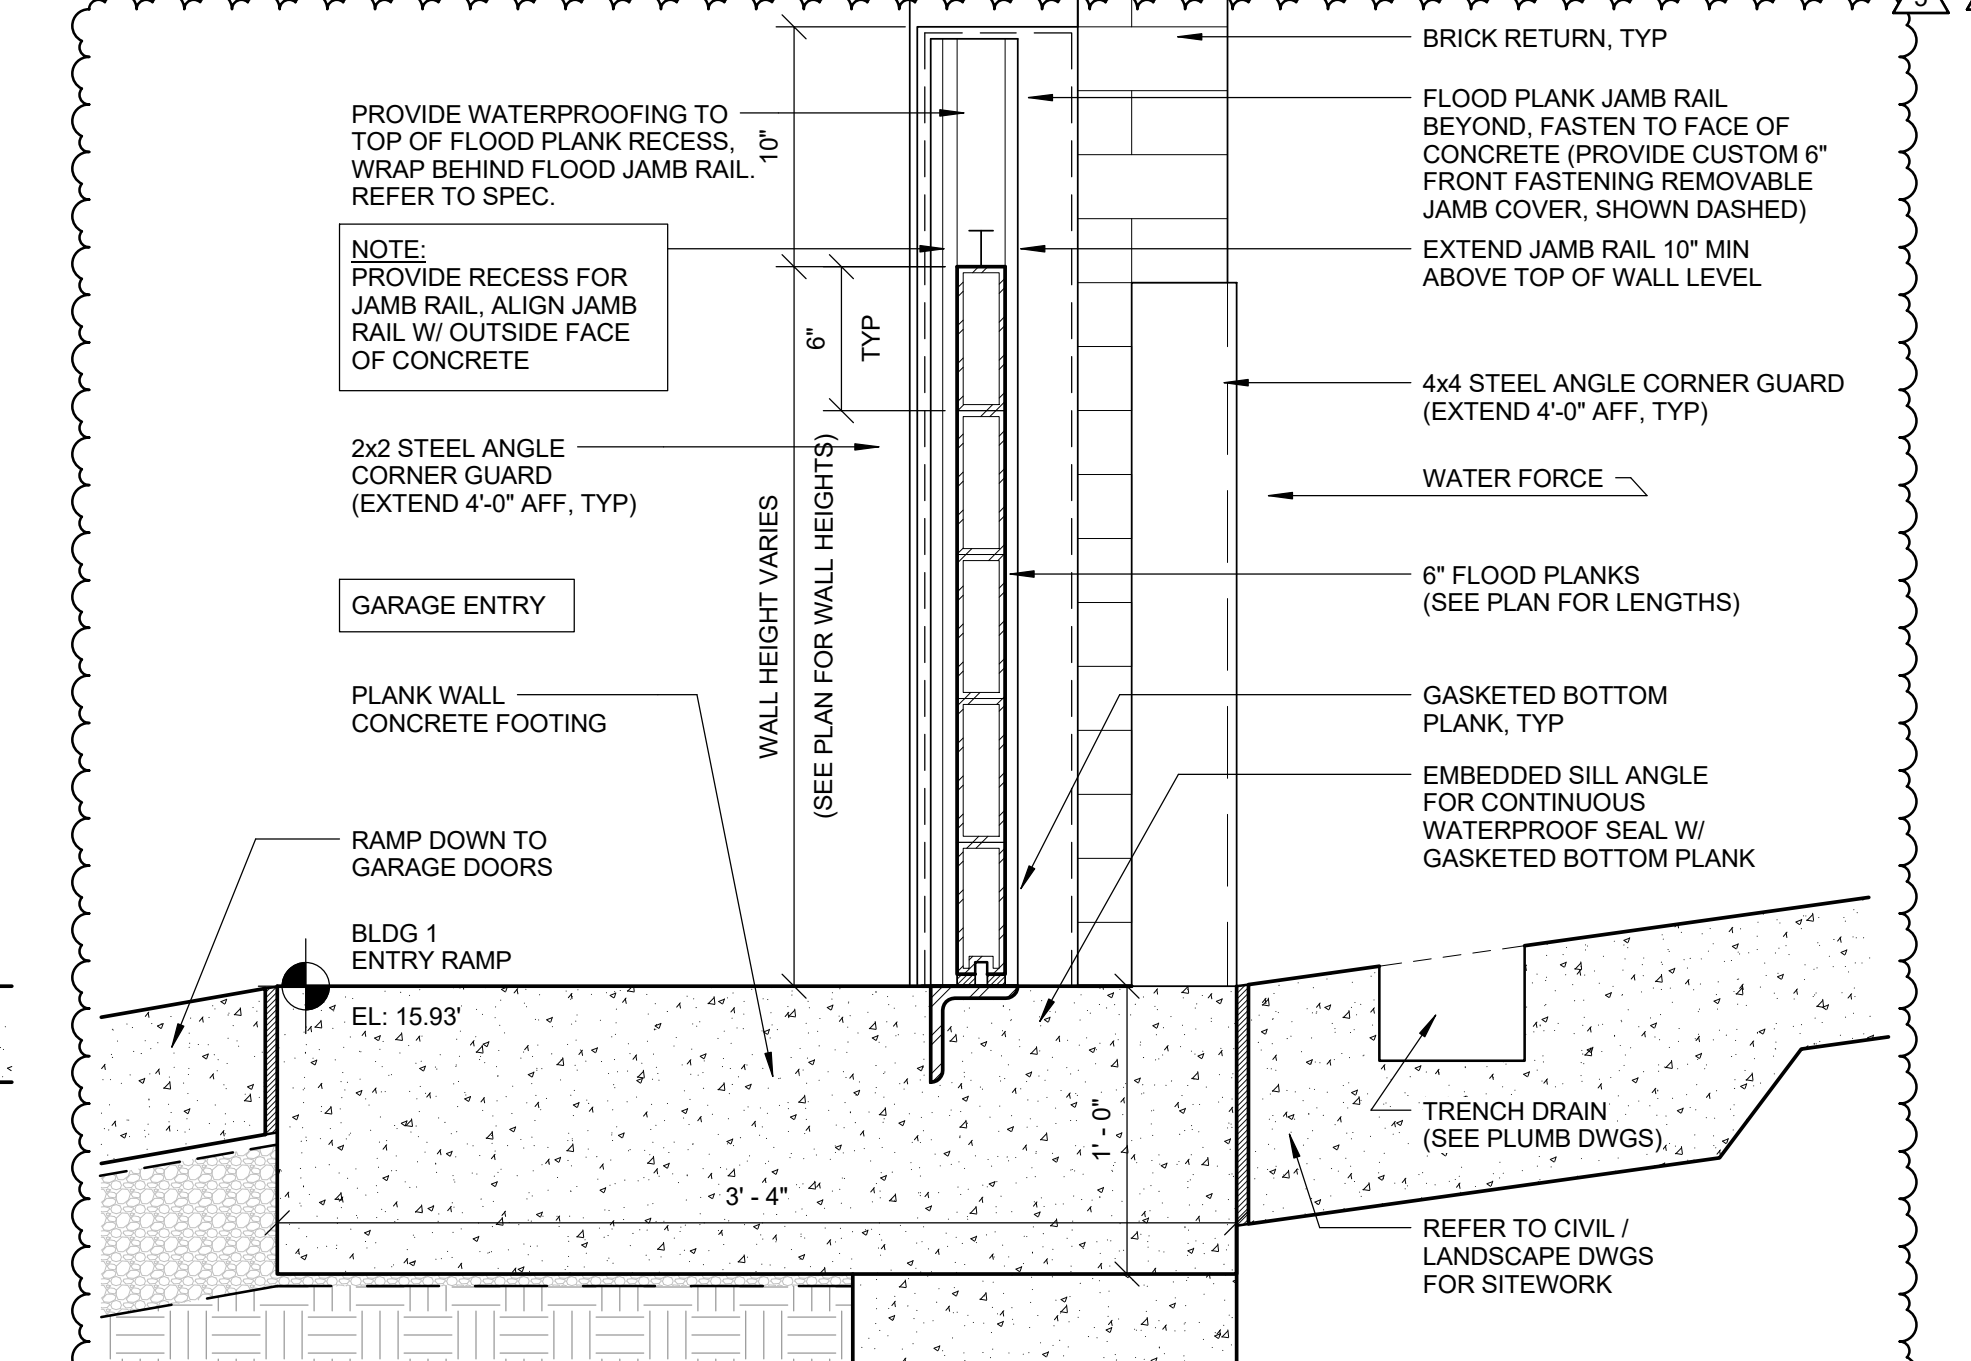 BRICK RETURN, TYP
PROVIDE WATERPROOFING TO
TOP OF FLOOD PLANK RECESS,
WRAP BEHIND FLOOD JAMB RAIL.
REFER TO SPEC.
10"
FLOOD PLANK JAMB RAIL
BEYOND, FASTEN TO FACE OF
CONCRETE (PROVIDE CUSTOM 6"
FRONT FASTENING REMOVABLE
JAMB COVER, SHOWN DASHED)
NOTE:
PROVIDE RECESS FOR
JAMB RAIL, ALIGN JAMB
RAIL W/ OUTSIDE FACE
OF CONCRETE
EXTEND JAMB RAIL 10" MIN
ABOVE TOP OF WALL LEVEL
6"
TYP
4x4 STEEL ANGLE CORNER GUARD
(EXTEND 4'-0" AFF, TYP)
2x2 STEEL ANGLE
CORNER GUARD
(EXTEND 4'-0" AFF, TYP)
WATER FORCE
WALL HEIGHT VARIES
(SEE PLAN FOR WALL HEIGHTS)
GARAGE ENTRY
6" FLOOD PLANKS
(SEE PLAN FOR LENGTHS)
PLANK WALL
CONCRETE FOOTING
GASKETED BOTTOM
PLANK, TYP
EMBEDDED SILL ANGLE
FOR CONTINUOUS
WATERPROOF SEAL W/
GASKETED BOTTOM PLANK
RAMP DOWN TO
GARAGE DOORS
BLDG 1
ENTRY RAMP
EL: 15.93'
1' - 0"
3' - 4"
TRENCH DRAIN
(SEE PLUMB DWGS)
REFER TO CIVIL /
LANDSCAPE DWGS
FOR SITEWORK